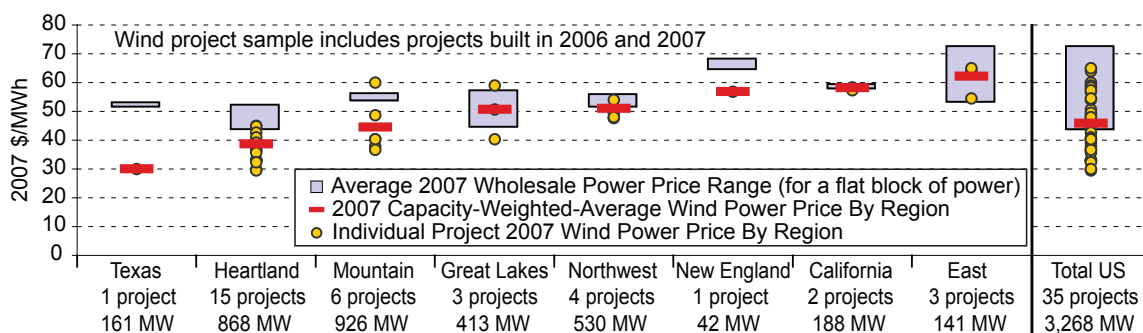 80
Wind project sample includes projects built in 2006 and 2007
70
60
50
40
30
20
10
0
2007 $/MWh
Average 2007 Wholesale Power Price Range (for a flat block of power)
2007 Capacity-Weighted-Average Wind Power Price By Region
Individual Project 2007 Wind Power Price By Region
Texas Heartland Mountain Great Lakes Northwest New England California East Total US
1 project 15 projects 6 projects 3 projects 4 projects 1 project 2 projects 3 projects 35 projects
161 MW 868 MW 926 MW 413 MW 530 MW 42 MW 188 MW 141 MW 3,268 MW